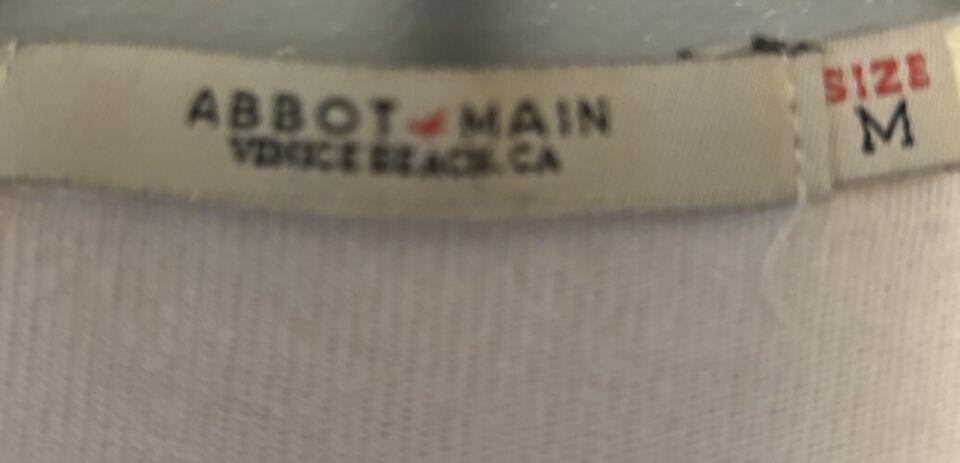 ABBOT MAIN
VENICE BEACH, CA
SIZE
M